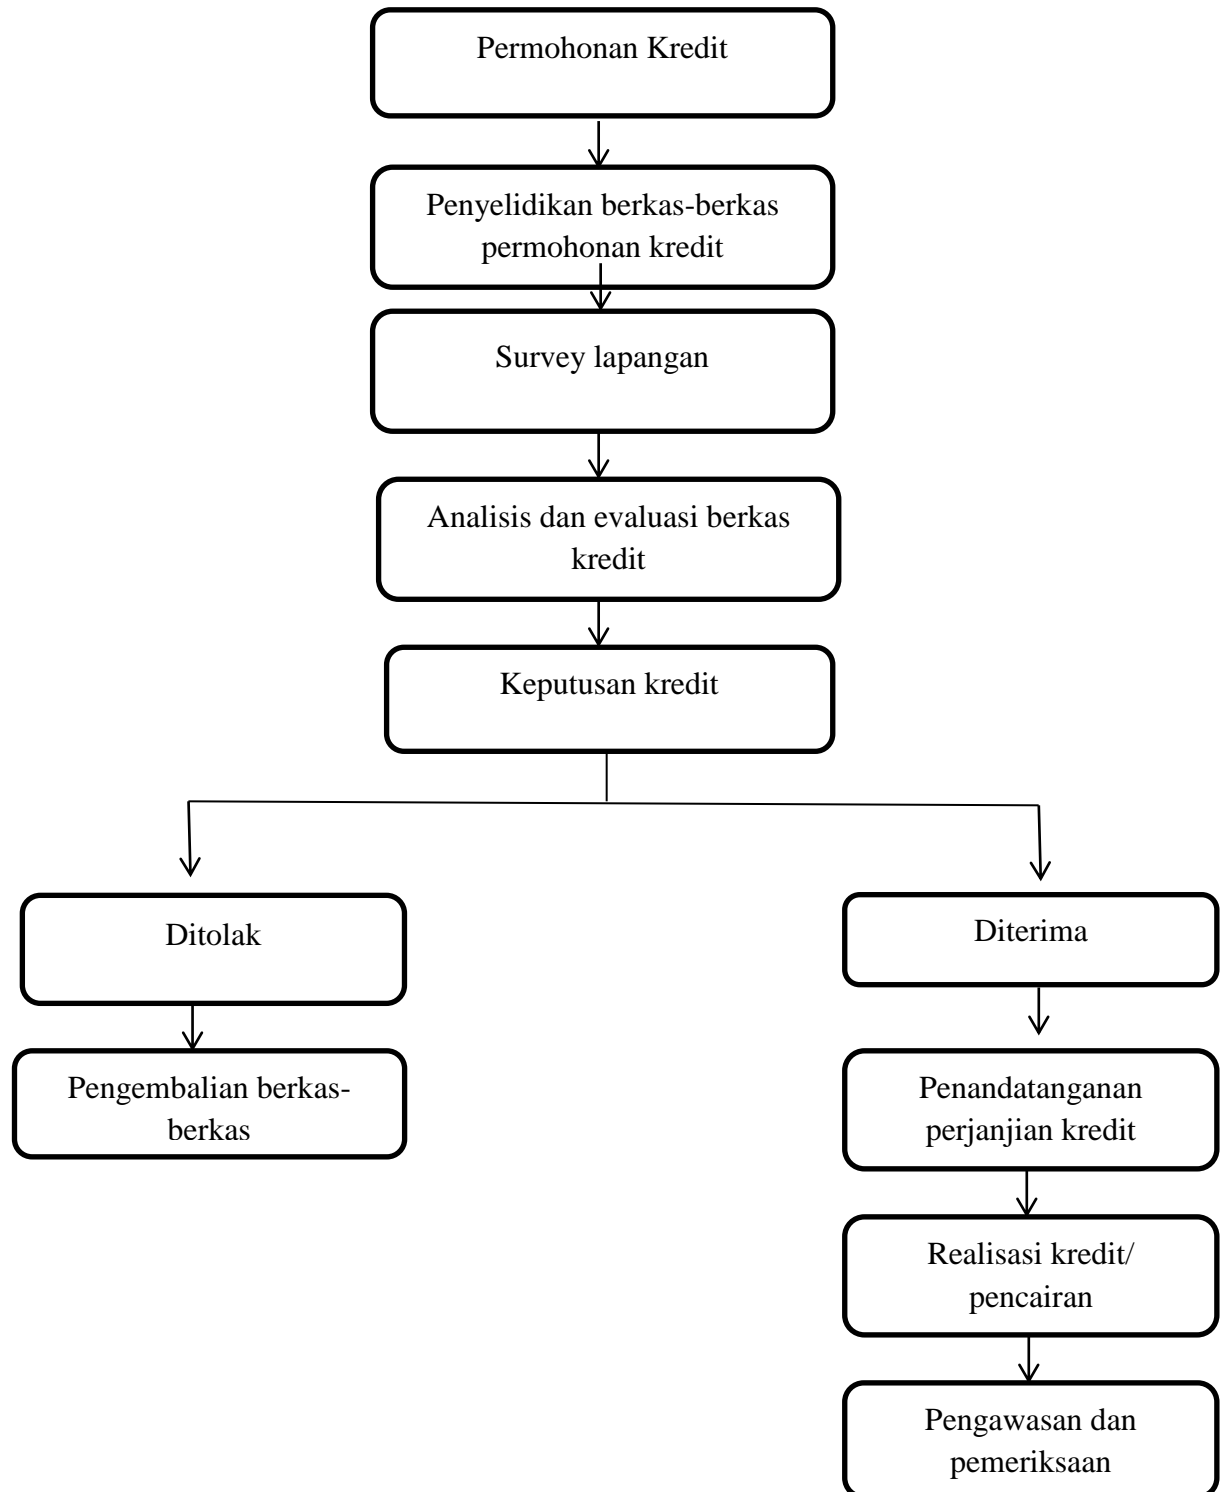 Permohonan Kredit
Penyelidikan berkas-berkas
permohonan kredit
Survey lapangan
Analisis dan evaluasi berkas
kredit
Keputusan kredit
Ditolak
Pengembalian berkas-
berkas
Diterima
Penandatanganan
perjanjian kredit
Realisasi kredit/
pencairan
Pengawasan dan
pemeriksaan